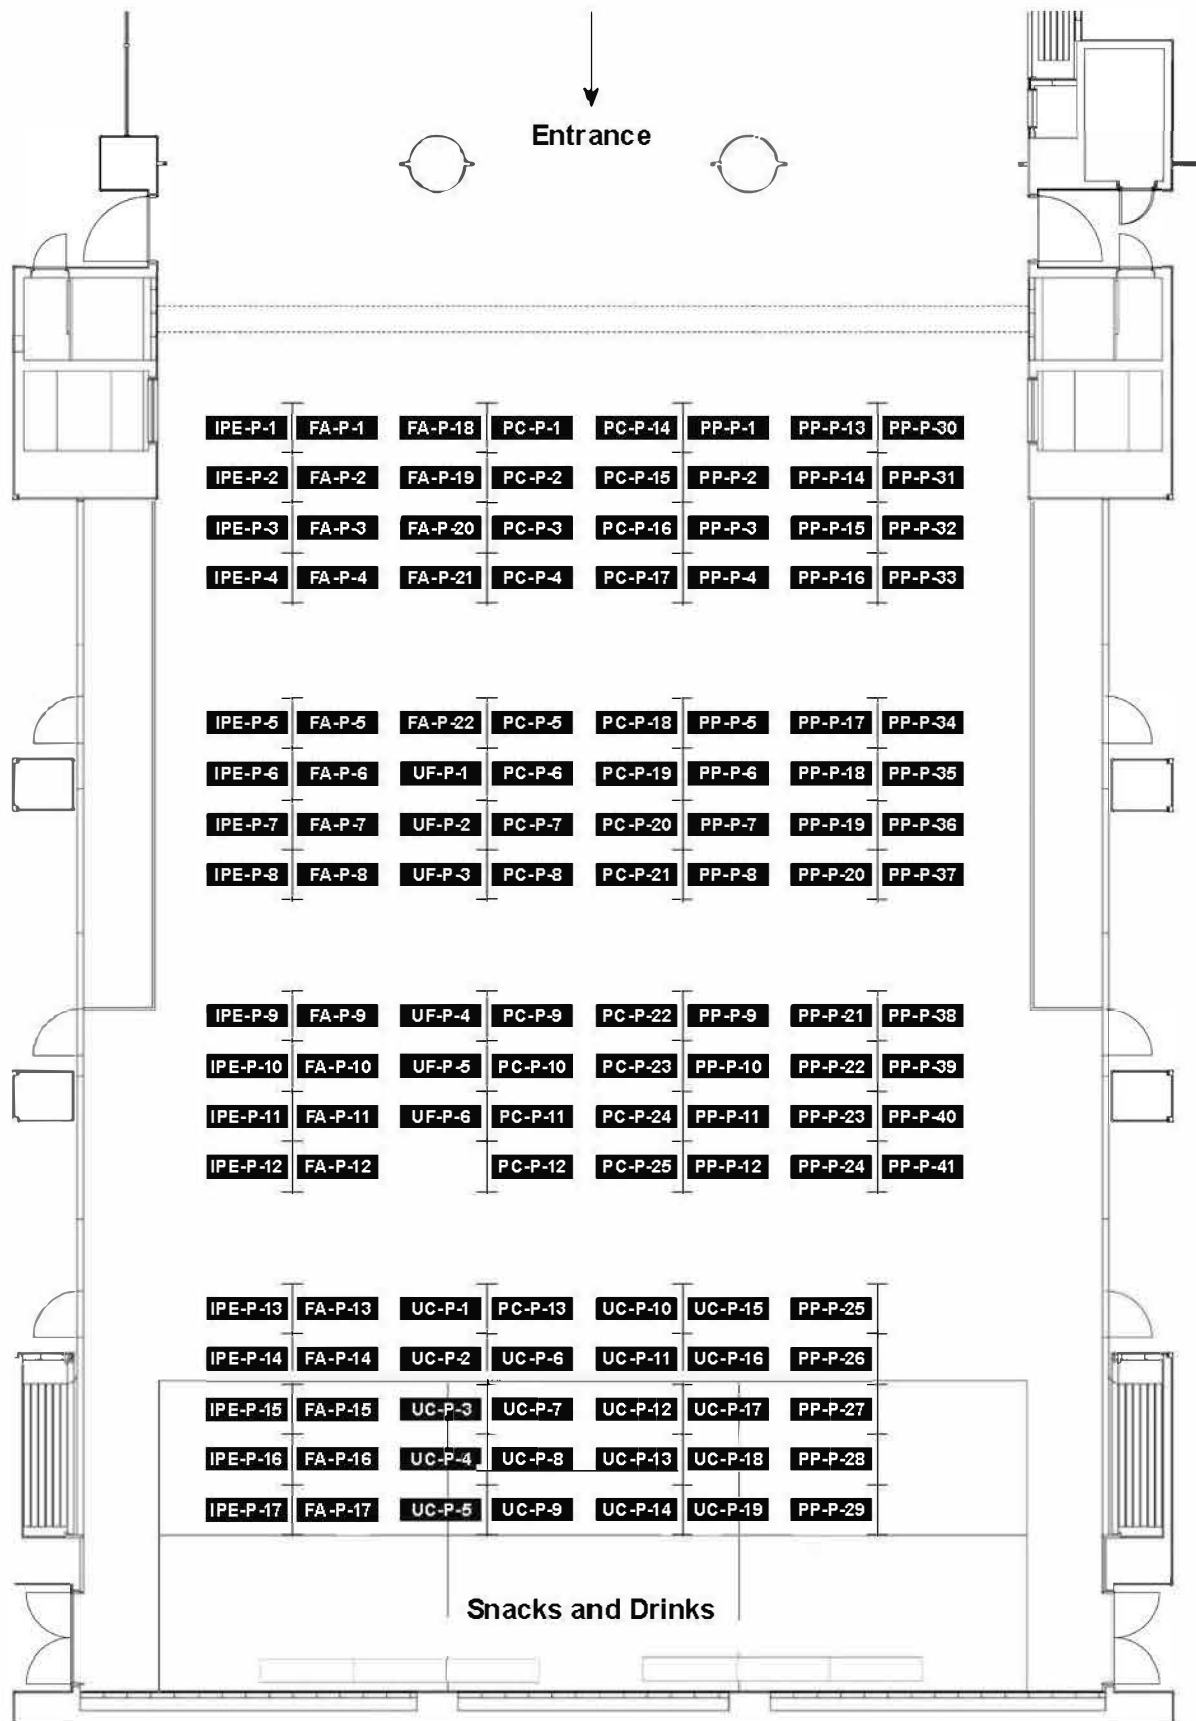 Entrance
IPE-P-1 FA-P-1 FA-P-18 PC-P-1 PC-P-14 PP-P-1 PP-P-13 PP-P-30
IPE-P-2 FA-P-2 FA-P-19 PC-P-2 PC-P-15 PP-P-2 PP-P-14 PP-P-31
IPE-P-3 FA-P-3 FA-P-20 PC-P-3 PC-P-16 PP-P-3 PP-P-15 PP-P-32
IPE-P-4 FA-P-4 FA-P-21 PC-P-4 PC-P-17 PP-P-4 PP-P-16 PP-P-33
IPE-P-5 FA-P-5 FA-P-22 PC-P-5 PC-P-18 PP-P-5 PP-P-17 PP-P-34
IPE-P-6 FA-P-6 UF-P-1 PC-P-6 PC-P-19 PP-P-6 PP-P-18 PP-P-35
IPE-P-7 FA-P-7 UF-P-2 PC-P-7 PC-P-20 PP-P-7 PP-P-19 PP-P-36
IPE-P-8 FA-P-8 UF-P-3 PC-P-8 PC-P-21 PP-P-8 PP-P-20 PP-P-37
IPE-P-9 FA-P-9 UF-P-4 PC-P-9 PC-P-22 PP-P-9 PP-P-21 PP-P-38
IPE-P-10 FA-P-10 UF-P-5 PC-P-10 PC-P-23 PP-P-10 PP-P-22 PP-P-39
IPE-P-11 FA-P-11 UF-P-6 PC-P-11 PC-P-24 PP-P-11 PP-P-23 PP-P-40
IPE-P-12 FA-P-12 PC-P-12 PC-P-25 PP-P-12 PP-P-24 PP-P-41
IPE-P-13 FA-P-13 UC-P-1 PC-P-13 UC-P-10 UC-P-15 PP-P-25
IPE-P-14 FA-P-14 UC-P-2 UC-P-6 UC-P-11 UC-P-16 PP-P-26
IPE-P-15 FA-P-15 UC-P-3 UC-P-7 UC-P-12 UC-P-17 PP-P-27
IPE-P-16 FA-P-16 UC-P-4 UC-P-8 UC-P-13 UC-P-18 PP-P-28
IPE-P-17 FA-P-17 UC-P-5 UC-P-9 UC-P-14 UC-P-19 PP-P-29
Snacks and Drinks